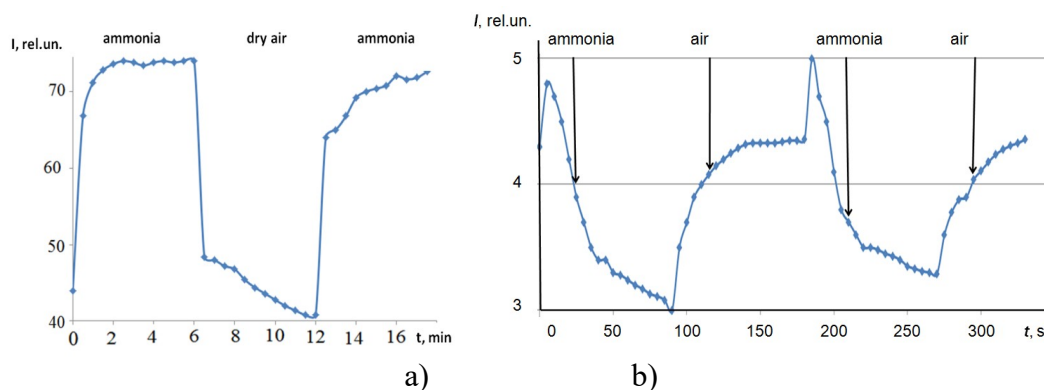 I, rel.un.
ammonia
dry air
ammonia
70
60
50
40
0
2
4
6
8
10
12
14
16
t, min
a)
I, rel.un.
ammonia
air
ammonia
air
5
4
3
0
50
100
150
200
250
300
t, s
b)